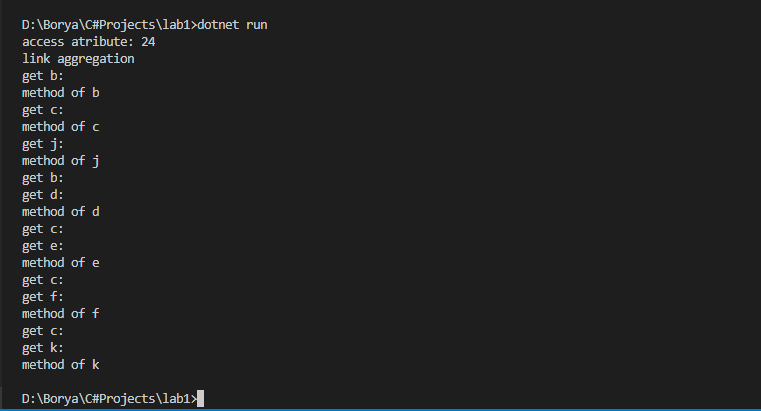 D:\Borya\C#Projects\lab1>dotnet run
access atribute: 24
link aggregation
get b:
method of b
get c:
method of c
get j:
method of j
get b:
get d:
method of d
get c:
get e:
method of e
get c:
get f:
method of f
get c:
get k:
method of k
D:\Borya\C#Projects\lab1>